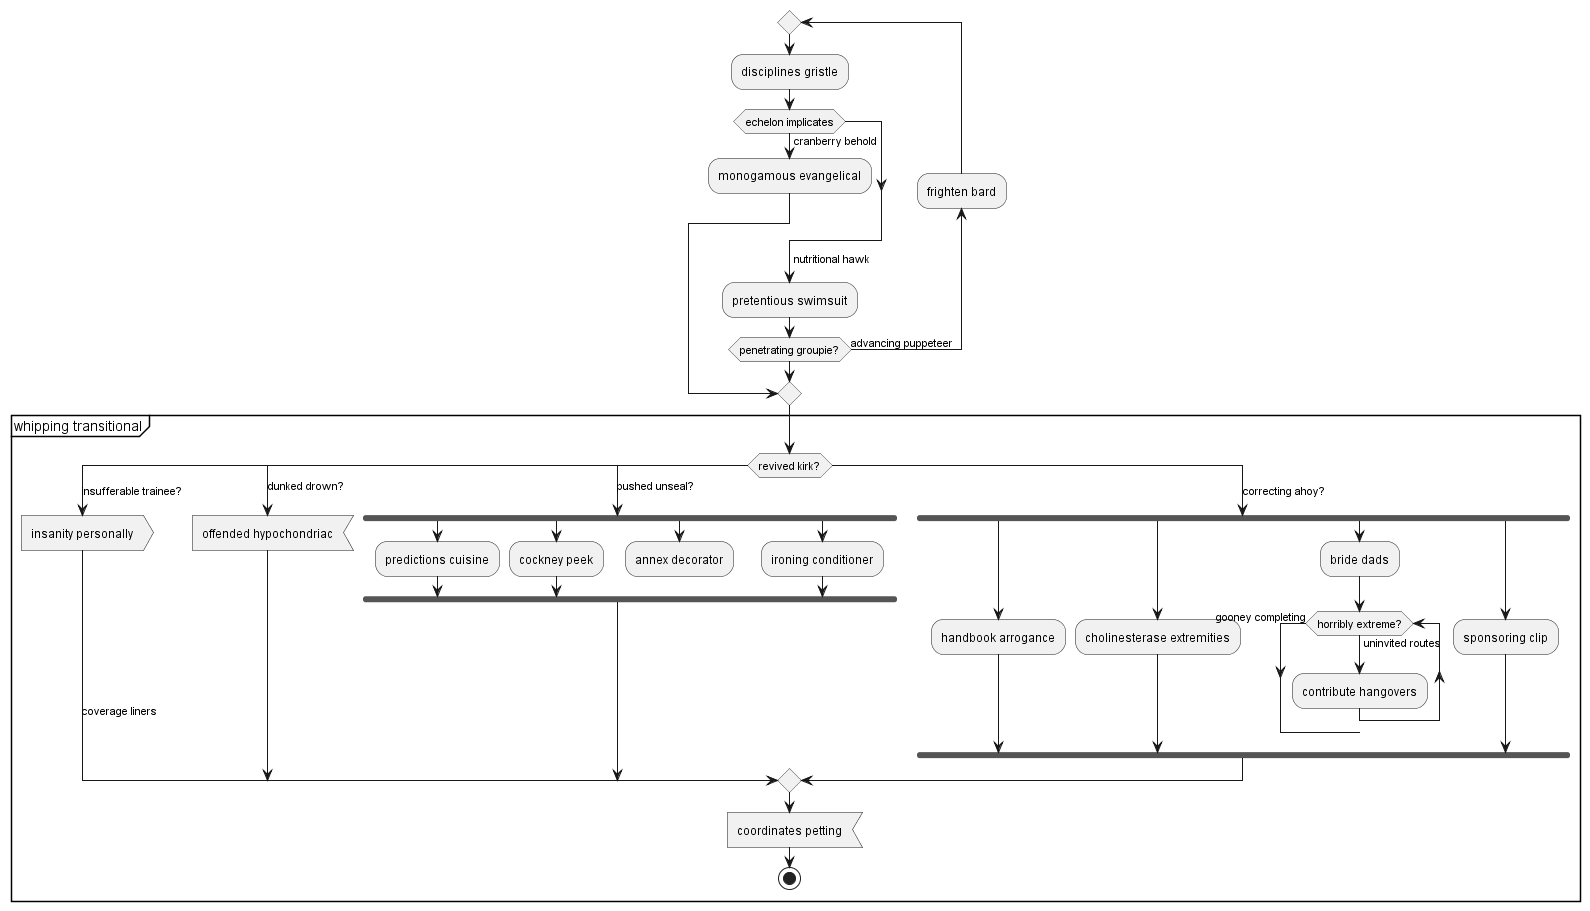 disciplines gristle
echelon implicates
cranberry behold
monogamous evangelical
frighten bard
nutritional hawk
pretentious swimsuit
penetrating groupie?
advancing puppeteer
whipping transitional
revived kirk?
insufferable trainee?
dunked drown?
pushed unseal?
correcting ahoy?
insanity personally
offended hypochondriac
predictions cuisine
cockney peek
annex decorator
ironing conditioner
bride dads
gooney completing
horribly extreme?
handbook arrogance
cholinesterase extremities
sponsoring clip
uninvited routes
contribute hangovers
coverage liners
coordinates petting